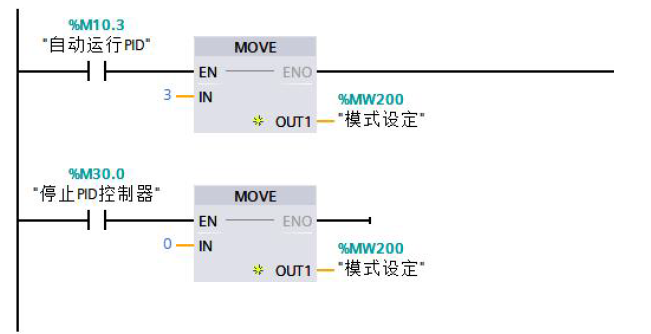 %M10.3
"自动运行PID"
MOVE
EN ENO
3 IN
%MW200
OUT1 "模式设定"
%M30.0
"停止PID控制器"
MOVE
EN ENO
0 IN
%MW200
OUT1 "模式设定"